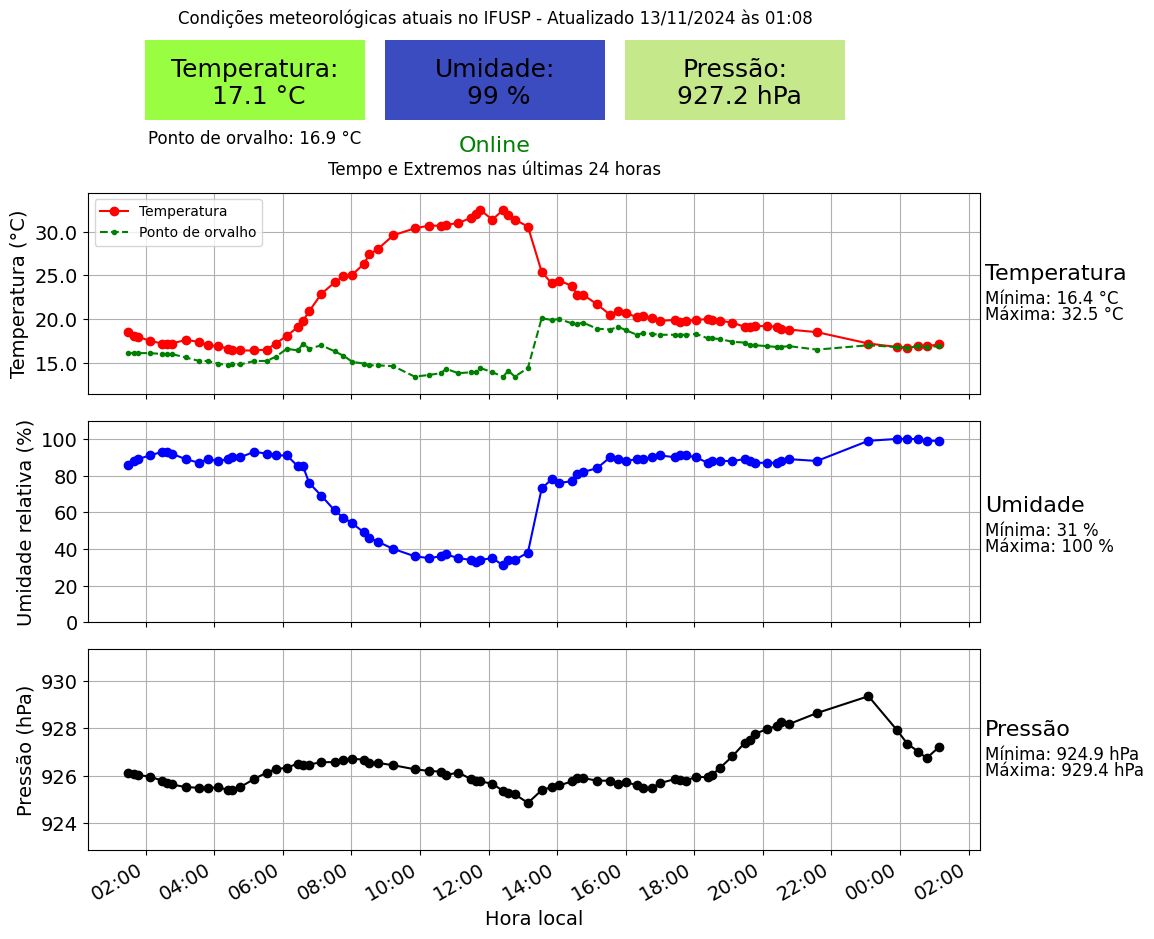 Condições meteorológicas atuais no IFUSP - Atualizado 13/11/2024 às 01:08
Temperatura:
17.1 °C
Umidade:
99 %
Pressão:
927.2 hPa
Ponto de orvalho: 16.9 °C
Online
Tempo e Extremos nas últimas 24 horas
Temperatura
Ponto de orvalho
Temperatura (°C)
30.0
25.0
20.0
15.0
Temperatura
Mínima: 16.4 °C
Máxima: 32.5 °C
Umidade relativa (%)
100
80
60
40
20
0
Umidade
Mínima: 31 %
Máxima: 100 %
Pressão (hPa)
930
928
926
924
Pressão
Mínima: 924.9 hPa
Máxima: 929.4 hPa
02:00 04:00 06:00 08:00 10:00 12:00 14:00 16:00 18:00 20:00 22:00 00:00 02:00
Hora local